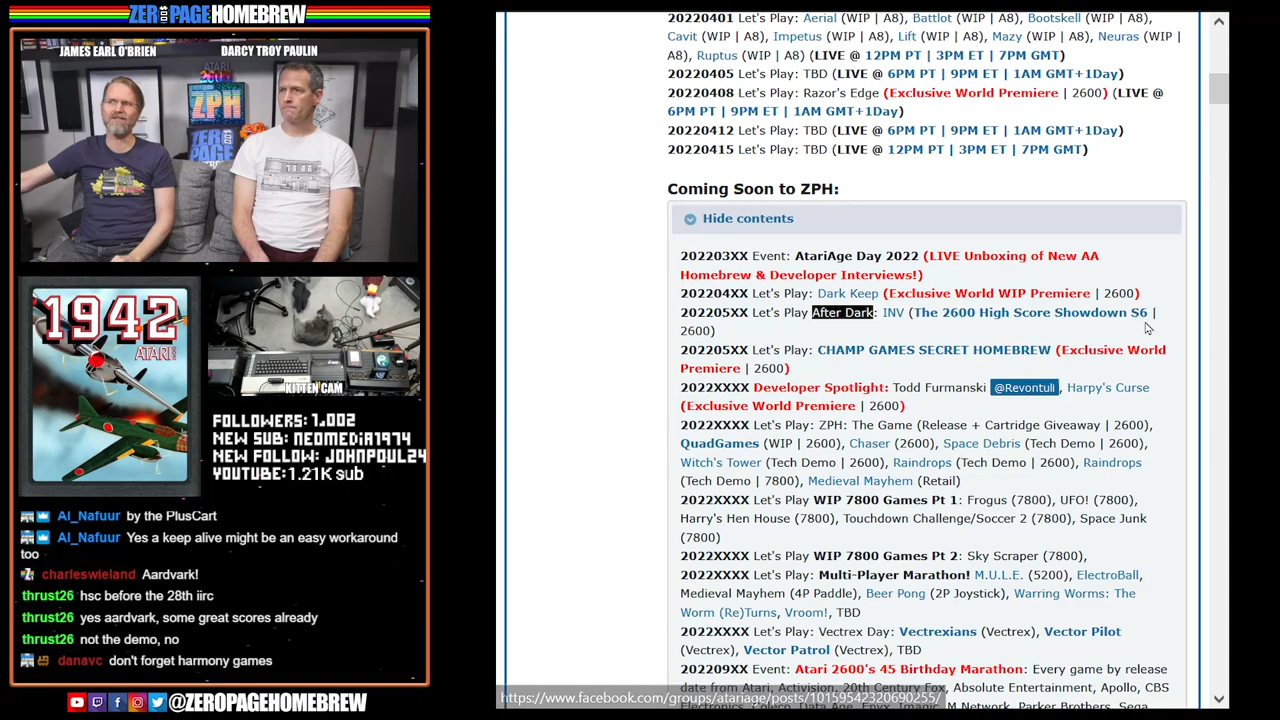 ZERO PAGE HOMEBREW
JAMES EARL O'BRIEN
DARCY TROY PAULIN
ATARI
2600
ZPH
ZERO
PAGE
1942
ATARI
KITTEN CAM
FOLLOWERS: 1,002
NEW SUB: NEOMEDIA1974
NEW FOLLOW: JOHNPOUL24
YOUTUBE: 1.21K sub
Al_Nafuur by the PlusCart
Al_Nafuur Yes a keep alive might be an easy workaround
too
charleswieland Aardvark!
thrust26 hsc before the 28th iirc
thrust26 yes aardvark, some great scores already
thrust26 not the demo, no
danavc don't forget harmony games
@ZEROPAGEHOMEBREW
20220401 Let's Play: Aerial (WIP | A8), Battlot (WIP | A8), Bootskell (WIP | A8),
Cavit (WIP | A8), Impetus (WIP | A8), Lift (WIP | A8), Mazy (WIP | A8), Neuras (WIP |
A8), Ruptus (WIP | A8) (LIVE @ 12PM PT | 3PM ET | 7PM GMT)
20220405 Let's Play: TBD (LIVE @ 6PM PT | 9PM ET | 1AM GMT+1Day)
20220408 Let's Play: Razor's Edge (Exclusive World Premiere | 2600) (LIVE @
6PM PT | 9PM ET | 1AM GMT+1Day)
20220412 Let's Play: TBD (LIVE @ 6PM PT | 9PM ET | 1AM GMT+1Day)
20220415 Let's Play: TBD (LIVE @ 12PM PT | 3PM ET | 7PM GMT)
Coming Soon to ZPH:
Hide contents
202203XX Event: AtariAge Day 2022 (LIVE Unboxing of New AA
Homebrew & Developer Interviews!)
202204XX Let's Play: Dark Keep (Exclusive World WIP Premiere | 2600)
202205XX Let's Play After Dark: INV (The 2600 High Score Showdown S6 |
2600)
202205XX Let's Play: CHAMP GAMES SECRET HOMEBREW (Exclusive World
Premiere | 2600)
2022XXXX Developer Spotlight: Todd Furmanski @Revontuli, Harpy's Curse
(Exclusive World Premiere | 2600)
2022XXXX Let's Play: ZPH: The Game (Release + Cartridge Giveaway | 2600),
QuadGames (WIP | 2600), Chaser (2600), Space Debris (Tech Demo | 2600),
Witch's Tower (Tech Demo | 2600), Raindrops (Tech Demo | 2600), Raindrops
(Tech Demo | 7800), Medieval Mayhem (Retail)
2022XXXX Let's Play WIP 7800 Games Pt 1: Frogus (7800), UFO! (7800),
Harry's Hen House (7800), Touchdown Challenge/Soccer 2 (7800), Space Junk
(7800)
2022XXXX Let's Play WIP 7800 Games Pt 2: Sky Scraper (7800),
2022XXXX Let's Play: Multi-Player Marathon! M.U.L.E. (5200), ElectroBall,
Medieval Mayhem (4P Paddle), Beer Pong (2P Joystick), Warring Worms: The
Worm (Re)Turns, Vroom!, TBD
2022XXXX Let's Play: Vectrex Day: Vectrexians (Vectrex), Vector Pilot
(Vectrex), Vector Patrol (Vectrex), TBD
202209XX Event: Atari 2600's 45 Birthday Marathon: Every game by release
date from Atari, Activision, 20th Century Fox, Absolute Entertainment, Apollo, CBS
https://www.facebook.com/groups/atariage/posts/10159542320690255/